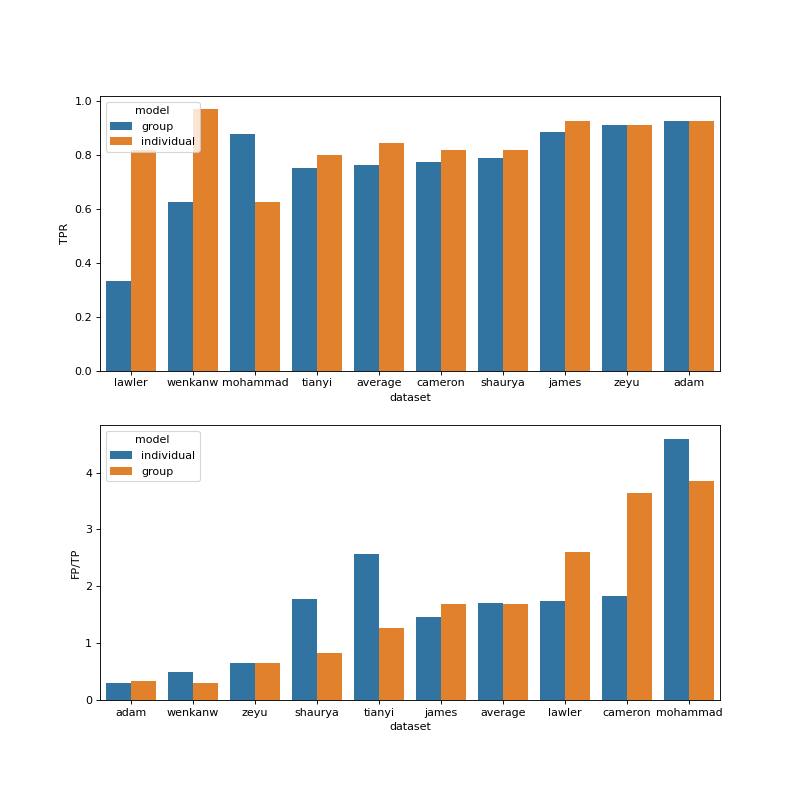 model
group
individual
1.0
0.8
0.6
0.4
0.2
0.0
TPR
lawler wenkanw mohammad tianyi average cameron shaurya james zeyu adam
dataset
model
individual
group
4
3
2
1
0
FP/TP
adam wenkanw zeyu shaurya tianyi james average lawler cameron mohammad
dataset